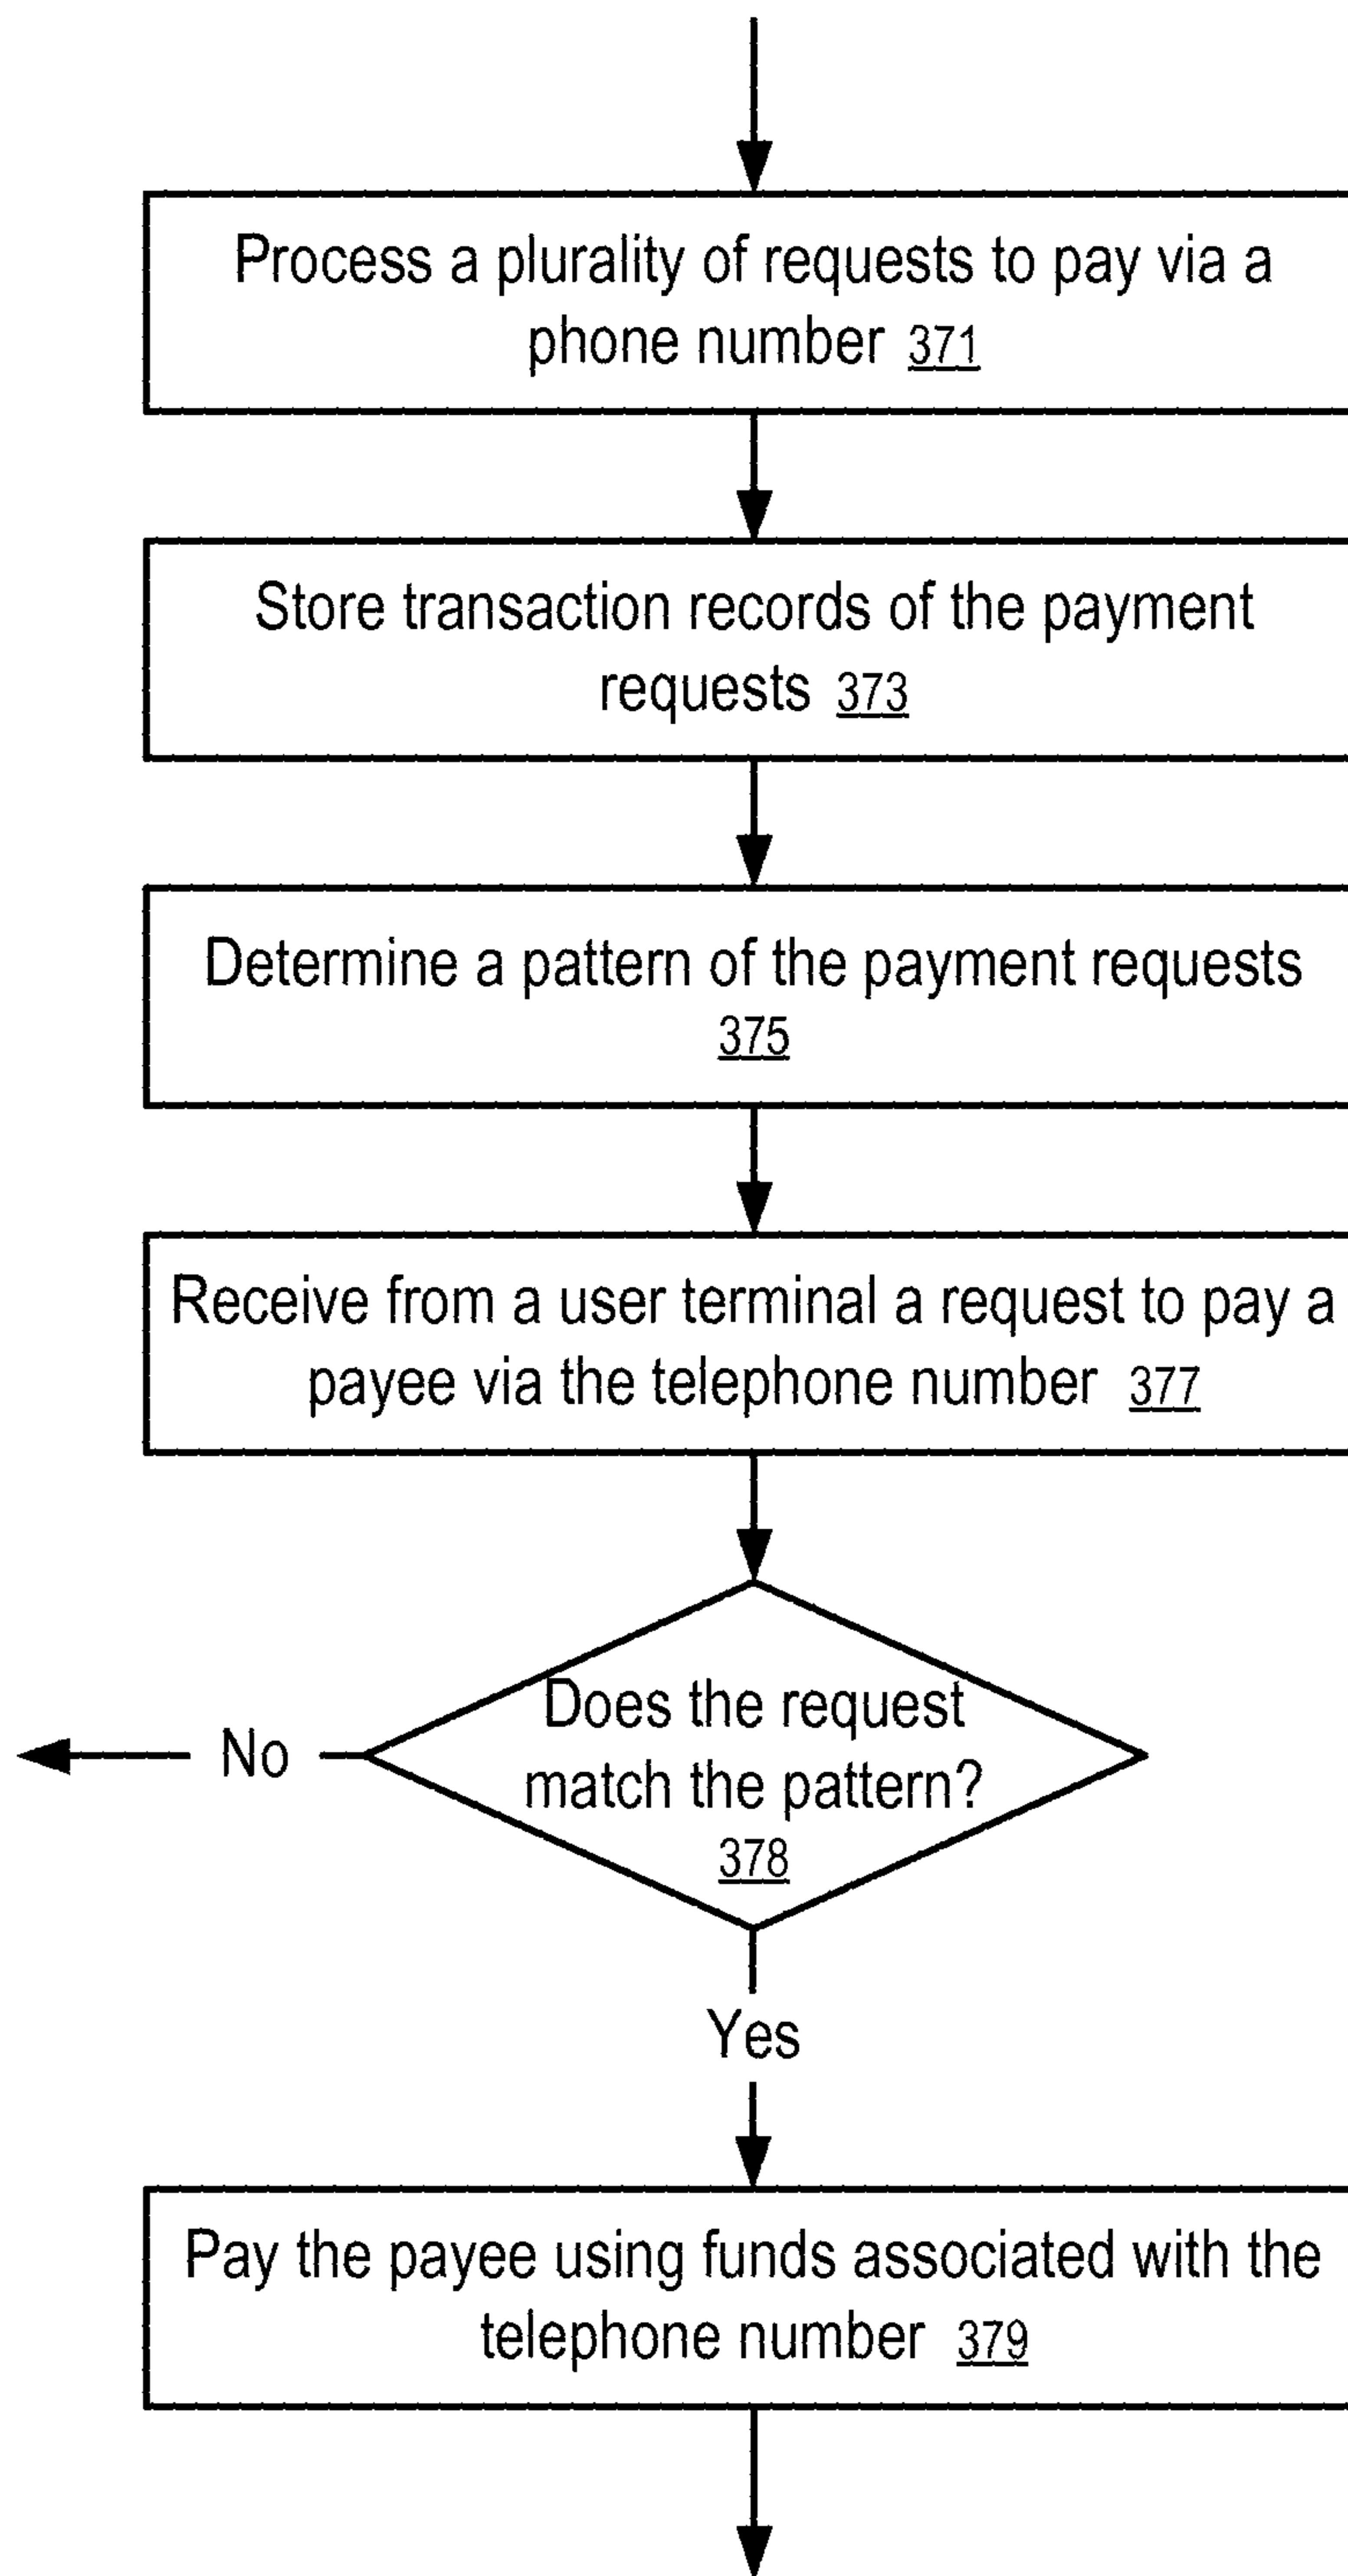 Process a plurality of requests to pay via a
phone number 371
Store transaction records of the payment
requests 373
Determine a pattern of the payment requests
375
Receive from a user terminal a request to pay a
payee via the telephone number 377
Does the request
match the pattern?
378
No
Yes
Pay the payee using funds associated with the
telephone number 379